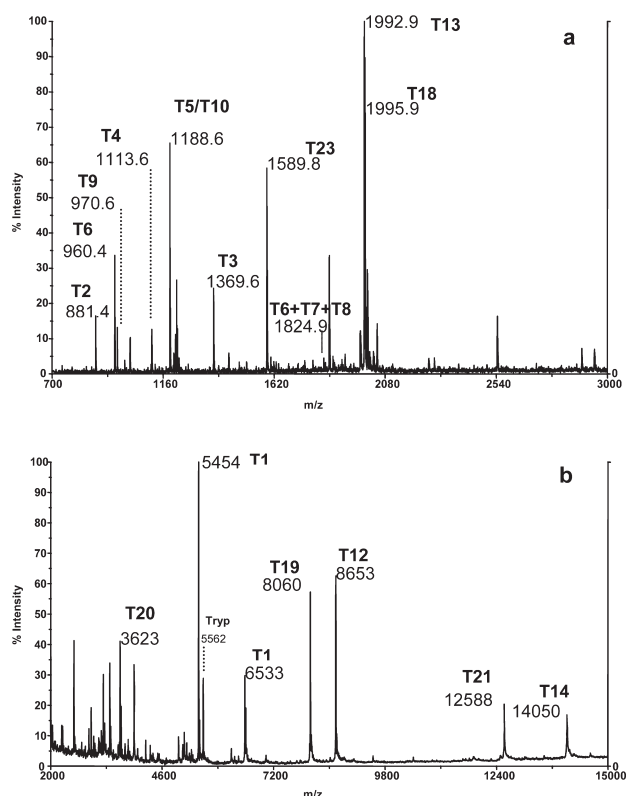 a
100
90
80
70
60
50
40
30
20
10
0
% Intensity
1992.9 T13
T18
1995.9
T5/T10
1188.6
T4
1113.6
T23
1589.8
T9
970.6
T6
960.4
T3
1369.6
T2
881.4
T6+T7+T8
1824.9
0
700 1160 1620 2080 2540 3000
m/z
b
100
90
80
70
60
50
40
30
20
10
0
% Intensity
5454 T1
T19
8060
T12
8653
T20
3623
Tryp
5562
T1
6533
T21
12588
T14
14050
0
2000 4600 7200 9800 12400 15000
m/z